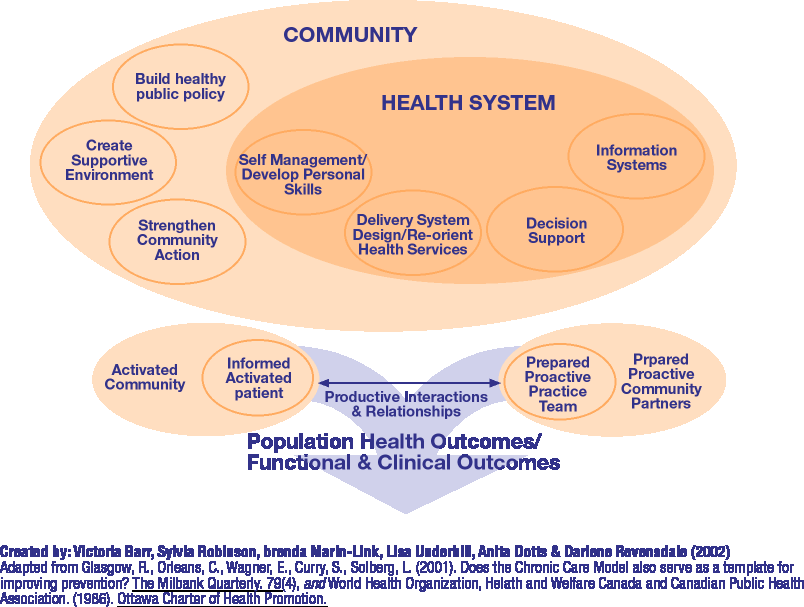 COMMUNITY
Build healthy
public policy
HEALTH SYSTEM
Create
Supportive
Environment
Self Management/
Develop Personal
Skills
Information
Systems
Strengthen
Community
Action
Delivery System
Design/Re-orient
Health Services
Decision
Support
Activated
Community
Informed
Activated
patient
Productive Interactions
& Relationships
Prepared
Proactive
Practice
Team
Prpared
Proactive
Community
Partners
Population Health Outcomes/
Functional & Clinical Outcomes
Created by: Victoria Barr, Sylvia Robinson, brenda Marin-Link, Lisa Underhill, Anita Dotts & Darlene Ravensdale (2002)
Adapted from Glasgow, R., Orleans, C., Wagner, E., Curry, S., Solberg, L. (2001). Does the Chronic Care Model also serve as a template for
improving prevention? The Milbank Quarterly, 79(4), and World Health Organization, Helath and Welfare Canada and Canadian Public Health
Association. (1986). Ottawa Charter of Health Promotion.